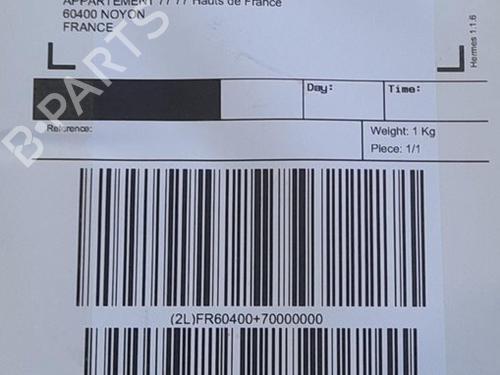 APPARTEMENT 77 77 Hauts de France
60400 NOYON
FRANCE
Hermes 1.1.6
Day:
Time:
Reference:
Weight: 1 Kg
Piece: 1/1
B-PARTS
(2L)FR60400+70000000